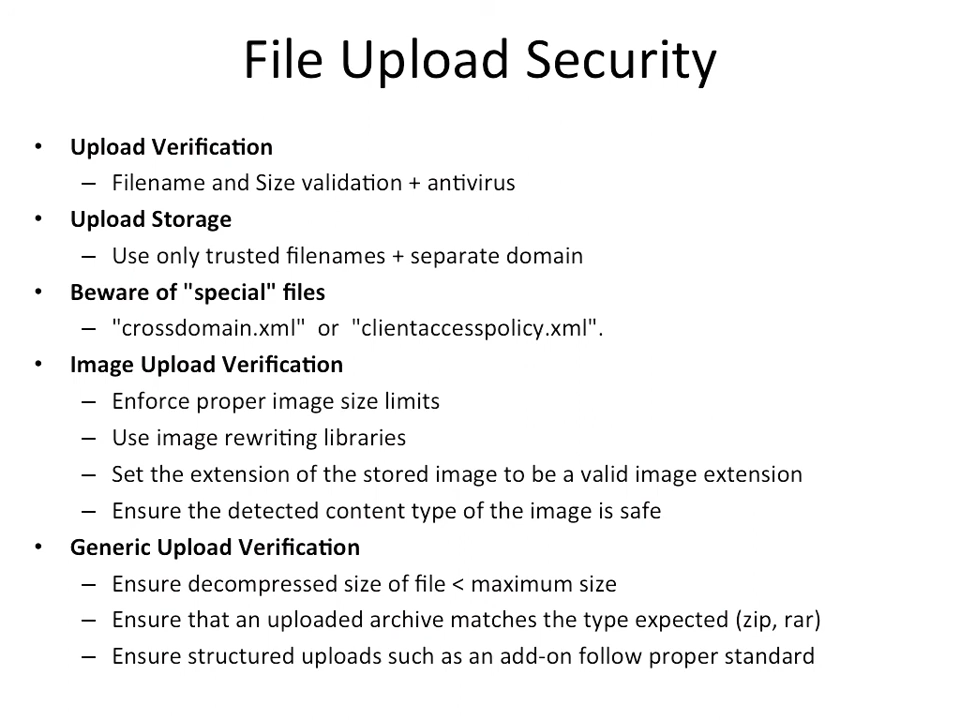 File Upload Security
• Upload Verification
– Filename and Size validation + antivirus
• Upload Storage
– Use only trusted filenames + separate domain
• Beware of "special" files
– "crossdomain.xml" or "clientaccesspolicy.xml".
• Image Upload Verification
– Enforce proper image size limits
– Use image rewriting libraries
– Set the extension of the stored image to be a valid image extension
– Ensure the detected content type of the image is safe
• Generic Upload Verification
– Ensure decompressed size of file < maximum size
– Ensure that an uploaded archive matches the type expected (zip, rar)
– Ensure structured uploads such as an add-on follow proper standard